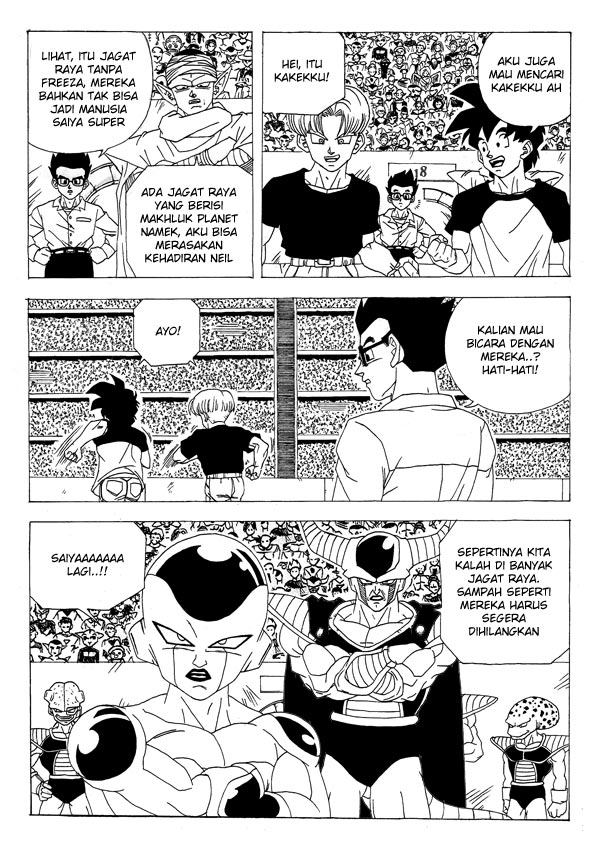 LIHAT, ITU JAGAT
RAYA TANPA
FREEZA, MEREKA
BAHKAN TAK BISA
JADI MANUSIA
SAIYA SUPER
ADA JAGAT RAYA
YANG BERISI
MAKHLUK PLANET
NAMEK, AKU BISA
MERASAKAN
KEHADIRAN NEIL
HEI, ITU
KAKEKKU!
AKU JUGA
MAU MENCARI
KAKEKKU AH
18
AYO!
KALIAN MAU
BICARA DENGAN
MEREKA..?
HATI-HATI!
SAIYAAAAAAA
LAGI..!!
SEPERTINYA KITA
KALAH DI BANYAK
JAGAT RAYA.
SAMPAH SEPERTI
MEREKA HARUS
SEGERA
DIHILANGKAN